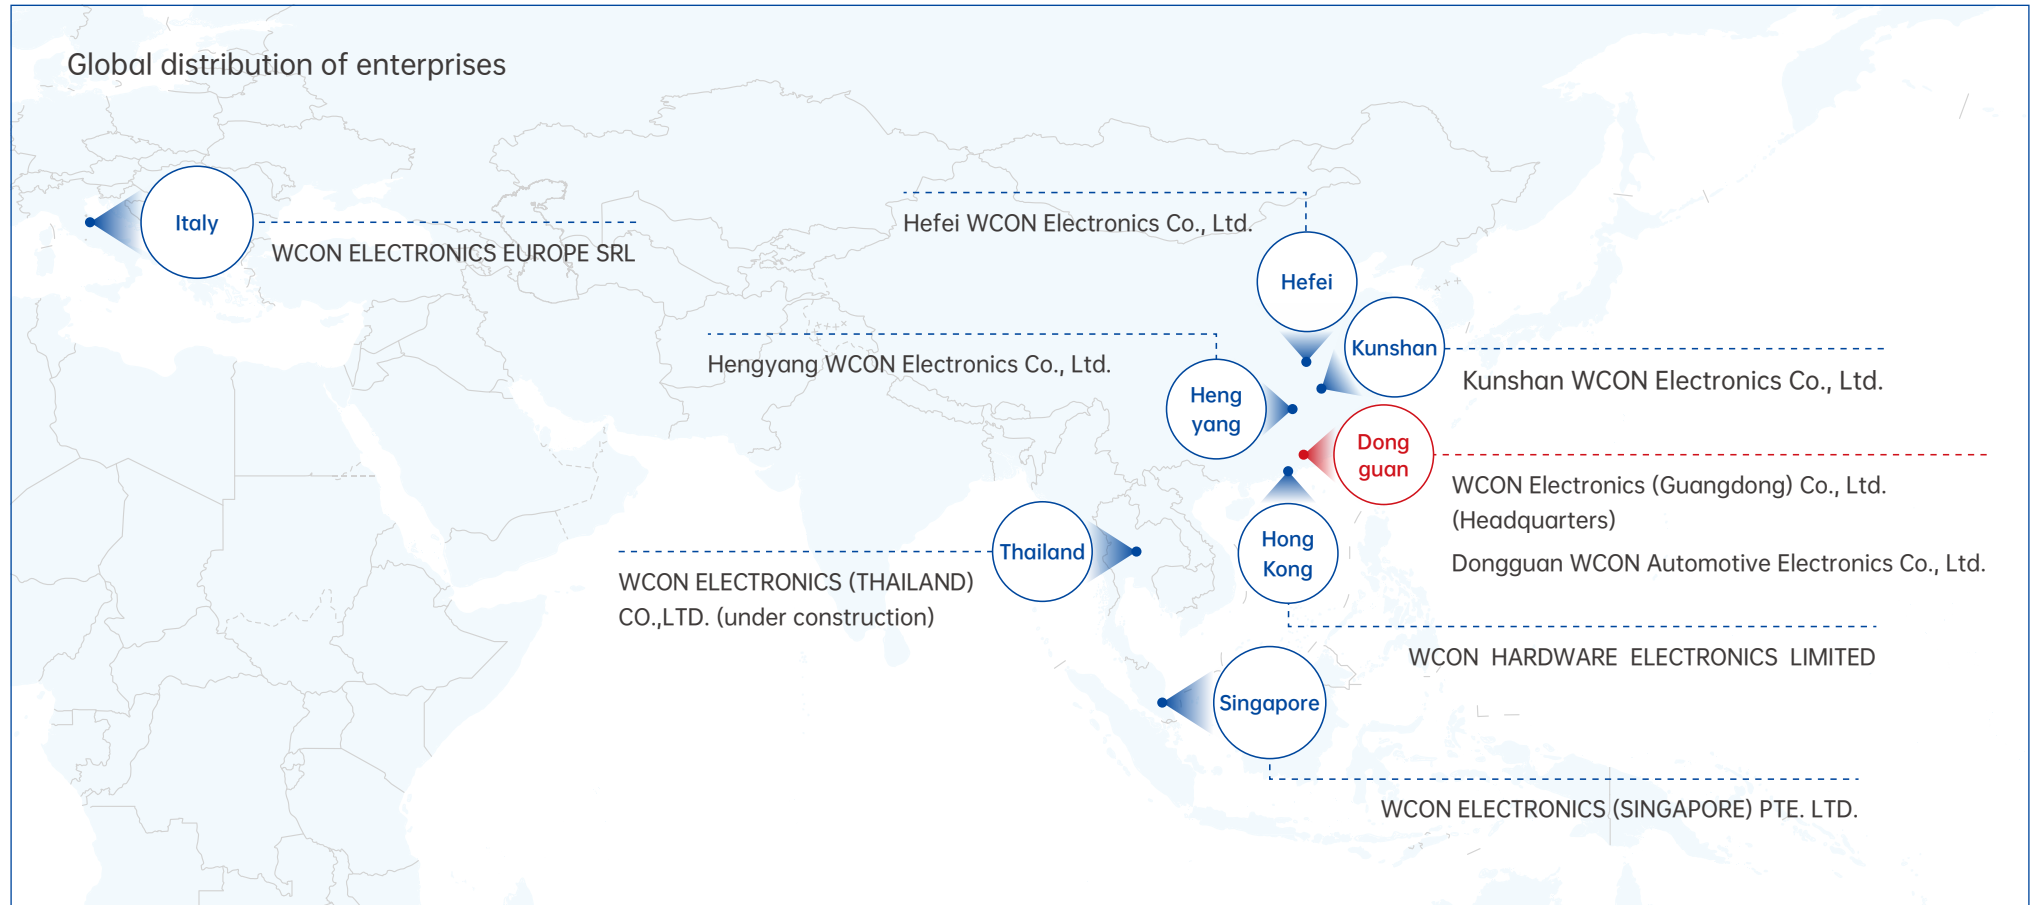 Global distribution of enterprises
Italy
WCON ELECTRONICS EUROPE SRL
Hefei WCON Electronics Co., Ltd.
Hefei
Hengyang WCON Electronics Co., Ltd.
Heng
yang
Kunshan
Kunshan WCON Electronics Co., Ltd.
Dong
guan
WCON Electronics (Guangdong) Co., Ltd.
(Headquarters)
Dongguan WCON Automotive Electronics Co., Ltd.
Thailand
WCON ELECTRONICS (THAILAND)
CO.,LTD. (under construction)
Hong
Kong
WCON HARDWARE ELECTRONICS LIMITED
Singapore
WCON ELECTRONICS (SINGAPORE) PTE. LTD.